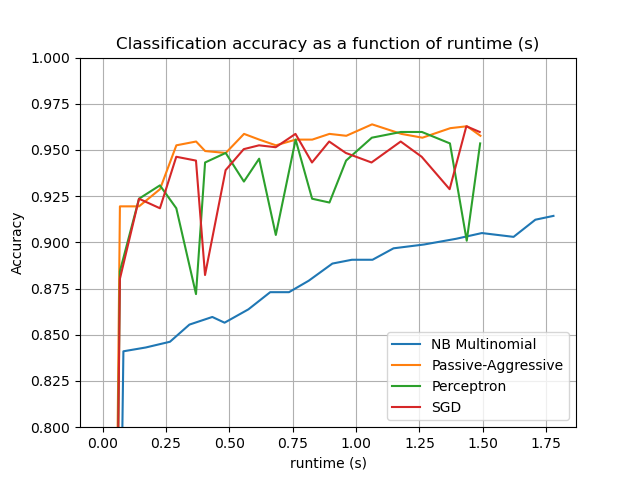 Classification accuracy as a function of runtime (s)
1.000
0.975
0.950
0.925
0.900
0.875
0.850
0.825
0.800
Accuracy
0.00 0.25 0.50 0.75 1.00 1.25 1.50 1.75
runtime (s)
NB Multinomial
Passive-Aggressive
Perceptron
SGD